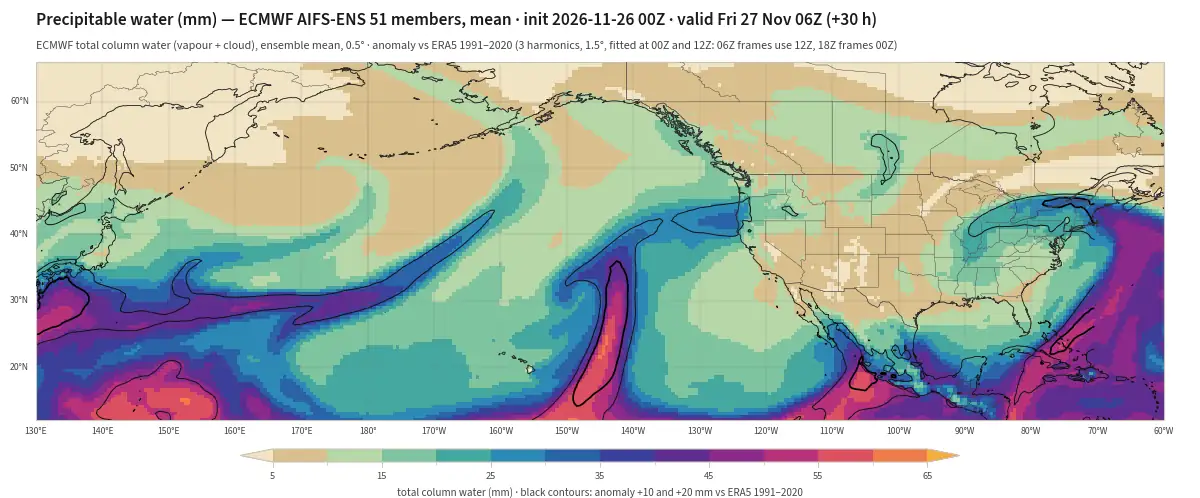 Precipitable water (mm) — ECMWF AIFS-ENS 51 members, mean · init 2026-11-26 00Z · valid Fri 27 Nov 06Z (+30 h)
ECMWF total column water (vapour + cloud), ensemble mean, 0.5° · anomaly vs ERA5 1991–2020 (3 harmonics, 1.5°, fitted at 00Z and 12Z: 06Z frames use 12Z, 18Z frames 00Z)
60°N
50°N
40°N
30°N
20°N
130°E 140°E 150°E 160°E 170°E 180° 170°W 160°W 150°W 140°W 130°W 120°W 110°W 100°W 90°W 80°W 70°W 60°W
5 15 25 35 45 55 65
total column water (mm) · black contours: anomaly +10 and +20 mm vs ERA5 1991–2020